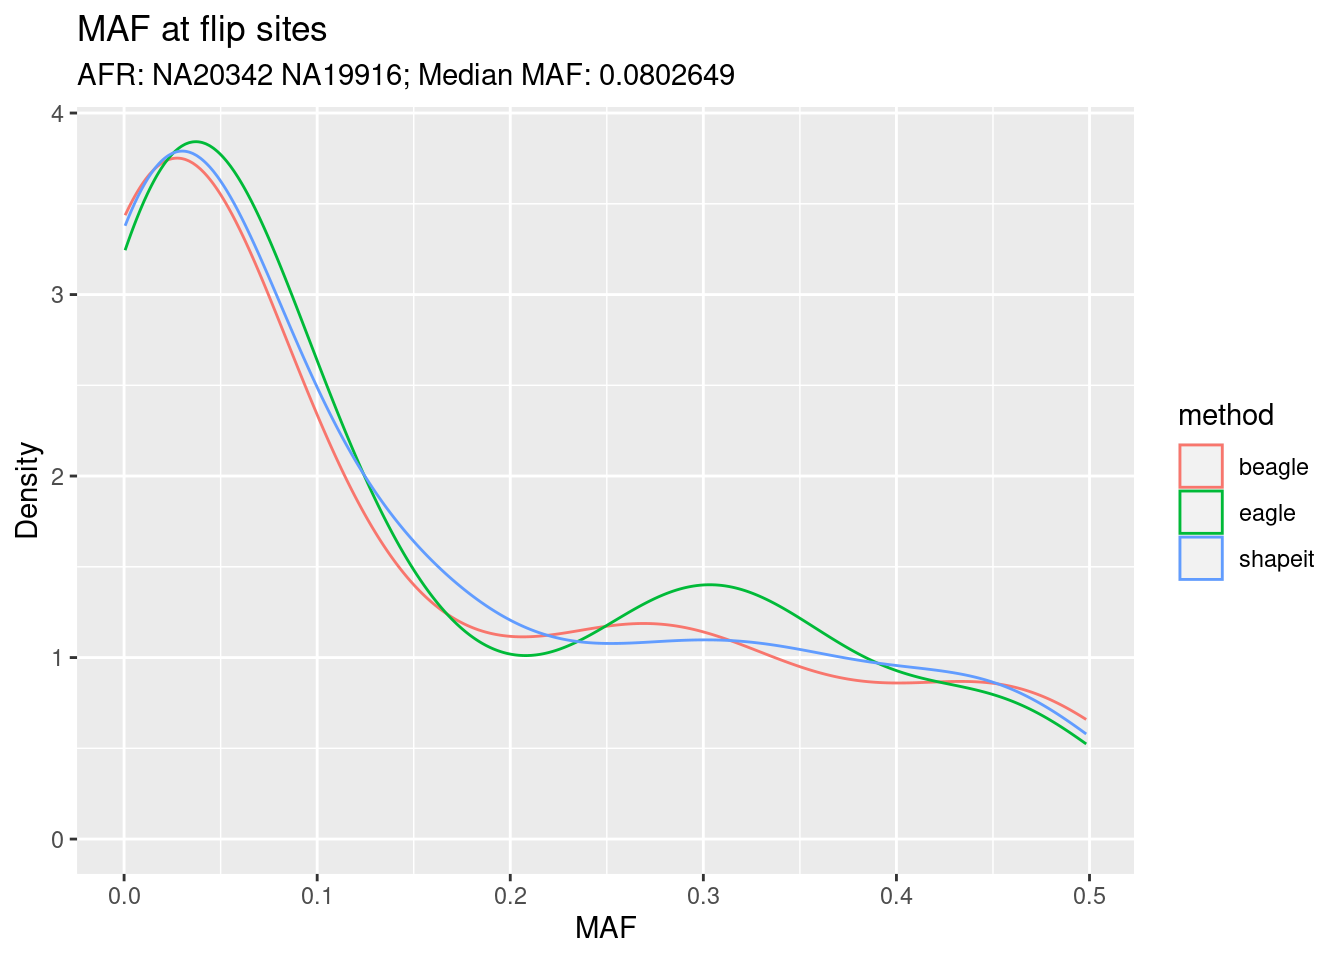 MAF at flip sites
AFR: NA20342 NA19916; Median MAF: 0.0802649
4
3
2
1
0
Density
0.0 0.1 0.2 0.3 0.4 0.5
MAF
method
beagle
eagle
shapeit